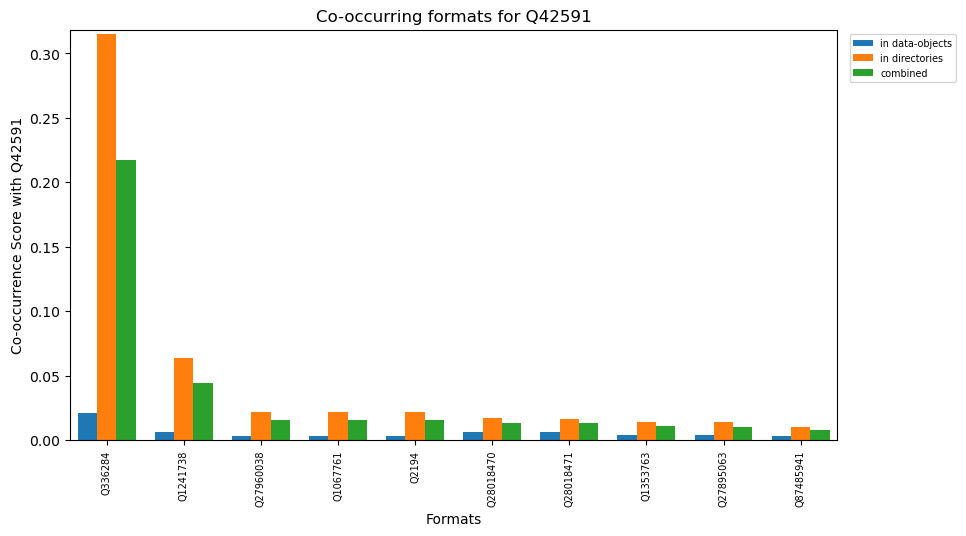 Co-occurring formats for Q42591
in data-objects
in directories
combined
Co-occurrence Score with Q42591
0.30
0.25
0.20
0.15
0.10
0.05
0.00
Q336284
Q1241738
Q27960038
Q1067761
Q2194
Q28018470
Q28018471
Q1353763
Q27895063
Q87485941
Formats